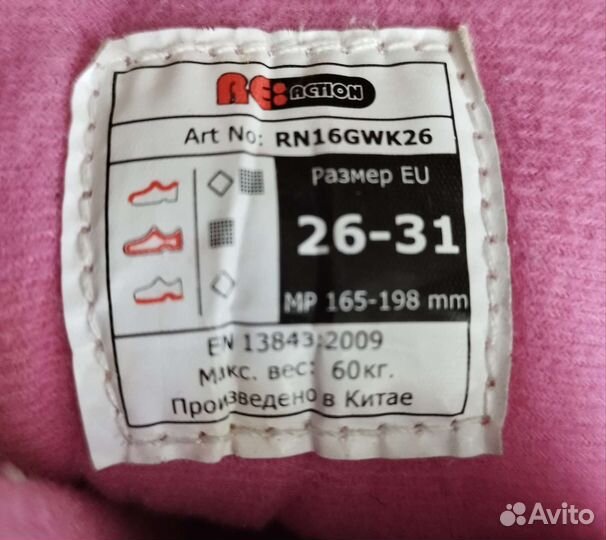 RE:ACTION
Art No: RN16GWK26
Размер EU
26-31
MP 165-198 mm
EN 13843:2009
Макс. вес: 60кг.
Произведено в Китае
Avito